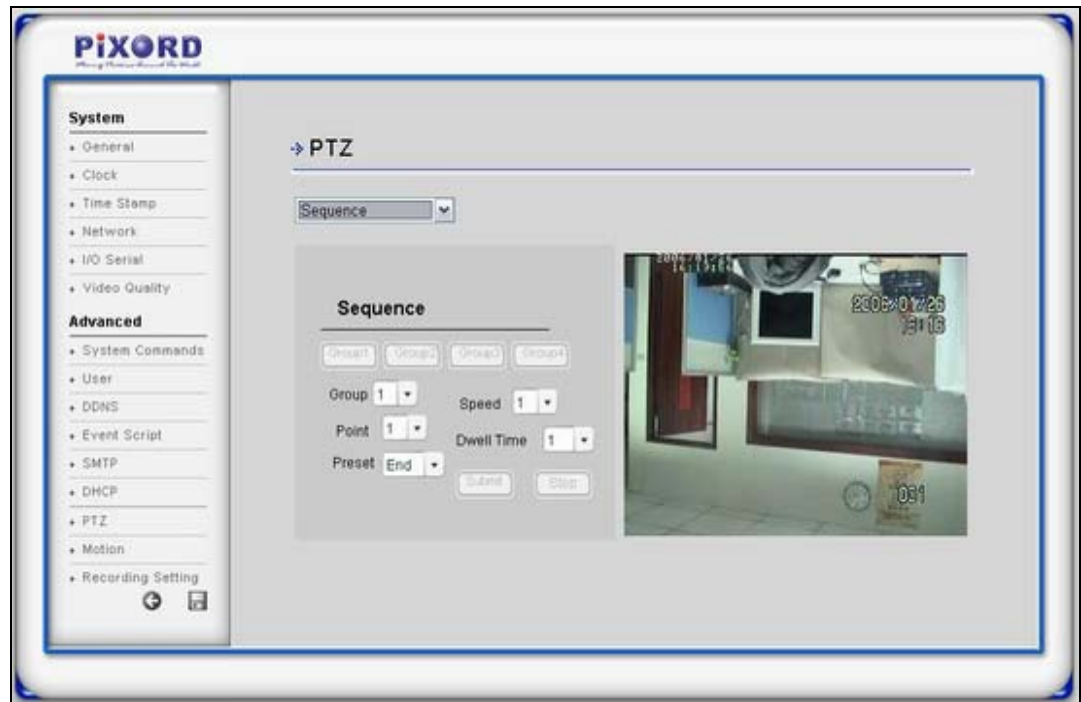 PiXORD
System
General
Clock
Time Stamp
Network
I/O Serial
Video Quality
Advanced
System Commands
User
DDNS
Event Script
SMTP
DHCP
PTZ
Motion
Recording Setting
PTZ
Sequence
Sequence
Group1 Group2 Group3 Group4
Group 1 Speed 1
Point 1 Dwell Time 1
Preset End
Submit Stop
2006/01/26
001